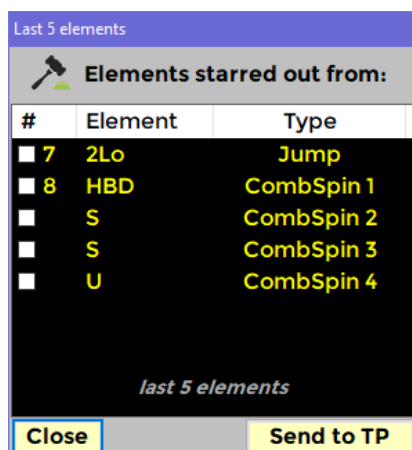 Last 5 elements
Elements starred out from:
# Element Type
7 2Lo Jump
8 HBD CombSpin 1
S CombSpin 2
S CombSpin 3
U CombSpin 4
last 5 elements
Close Send to TP